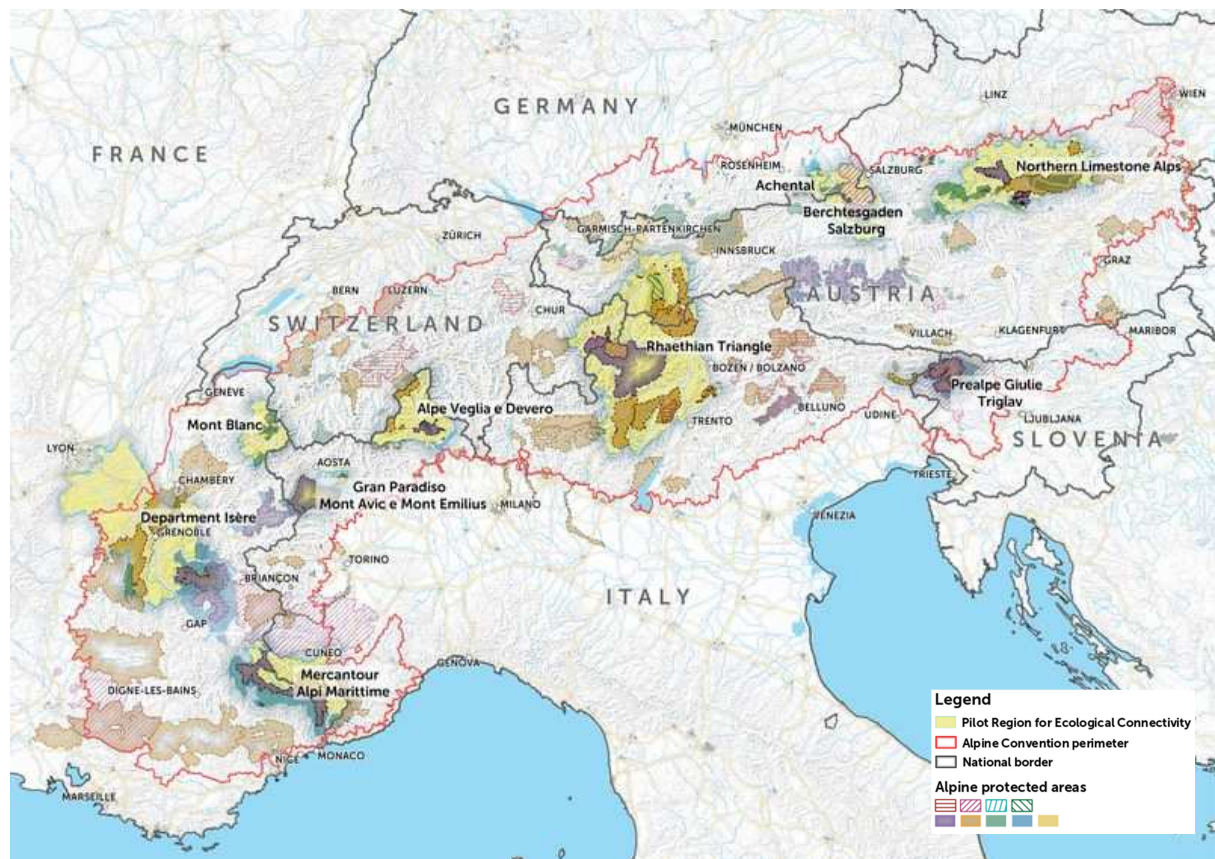 LINZ
WIEN
GERMANY
MÜNCHEN
FRANCE
ROSENHEIM
SALZBURG
Northern Limestone Alps
Achental
Berchtesgaden
Salzburg
GARMISCH-PARTENKIRCHEN
ZÜRICH
INNSBRUCK
GRAZ
BERN
LUZERN
CHUR
AUSTRIA
SWITZERLAND
VILLACH
KLAGENFURT
MARIBOR
Rhaethian Triangle
BOZEN / BOLZANO
GENÈVE
Prealpe Giulie
Triglav
Alpe Veglia e Devero
BELLUNO
UDINE
LJUBLJANA
Mont Blanc
TRENTO
SLOVENIA
LYON
AOSTA
TRIESTE
CHAMBÉRY
Gran Paradiso
Mont Avic e Mont Emilius
MILANO
VENEZIA
Department Isère
GRENOBLE
TORINO
BRIANÇON
ITALY
GAP
CUNEO
GENOVA
Mercantour
Alpi Marittime
DIGNE-LES-BAINS
NICE
MONACO
MARSEILLE
Legend
Pilot Region for Ecological Connectivity
Alpine Convention perimeter
National border
Alpine protected areas